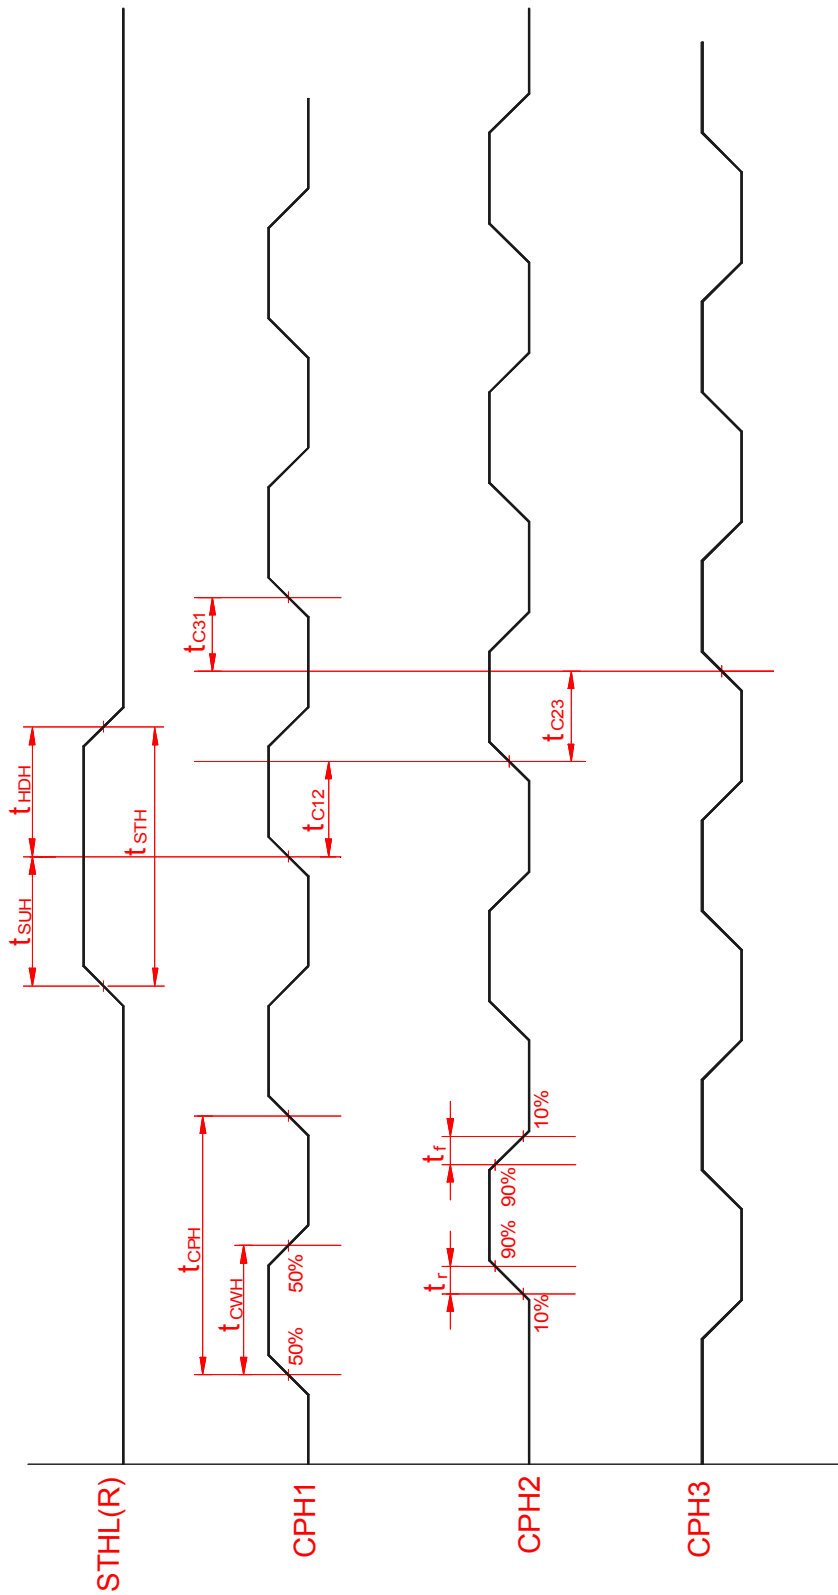 STHL(R)
tSUH
tHDH
tSTH
CPH1
tCPH
tCWH
50%
50%
tC12
tC31
CPH2
tr
tf
10%
90%
90%
10%
tC23
CPH3